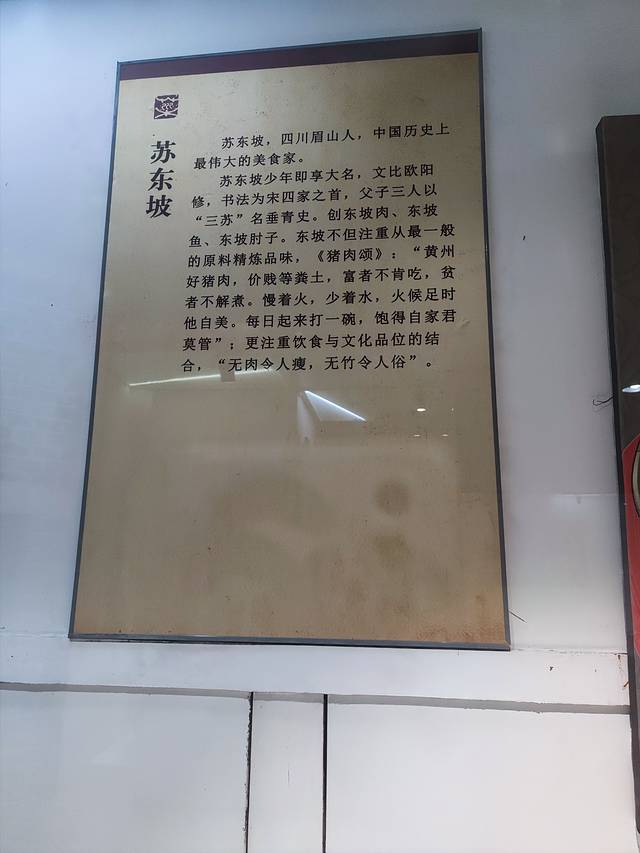 苏东坡
苏东坡，四川眉山人，中国历史上
最伟大的美食家。
苏东坡少年即享大名，文比欧阳
修，书法为宋四家之首，父子三人以
“三苏”名垂青史。创东坡肉、东坡
鱼、东坡肘子。东坡不但注重从最一般
的原料精炼品味，《猪肉颂》：“黄州
好猪肉，价贱等粪土，富者不肯吃，贫
者不解煮。慢着火，少着水，火候足时
他自美。每日起来打一碗，饱得自家君
莫管”；更注重饮食与文化品位的结
合，“无肉令人瘦，无竹令人俗”。